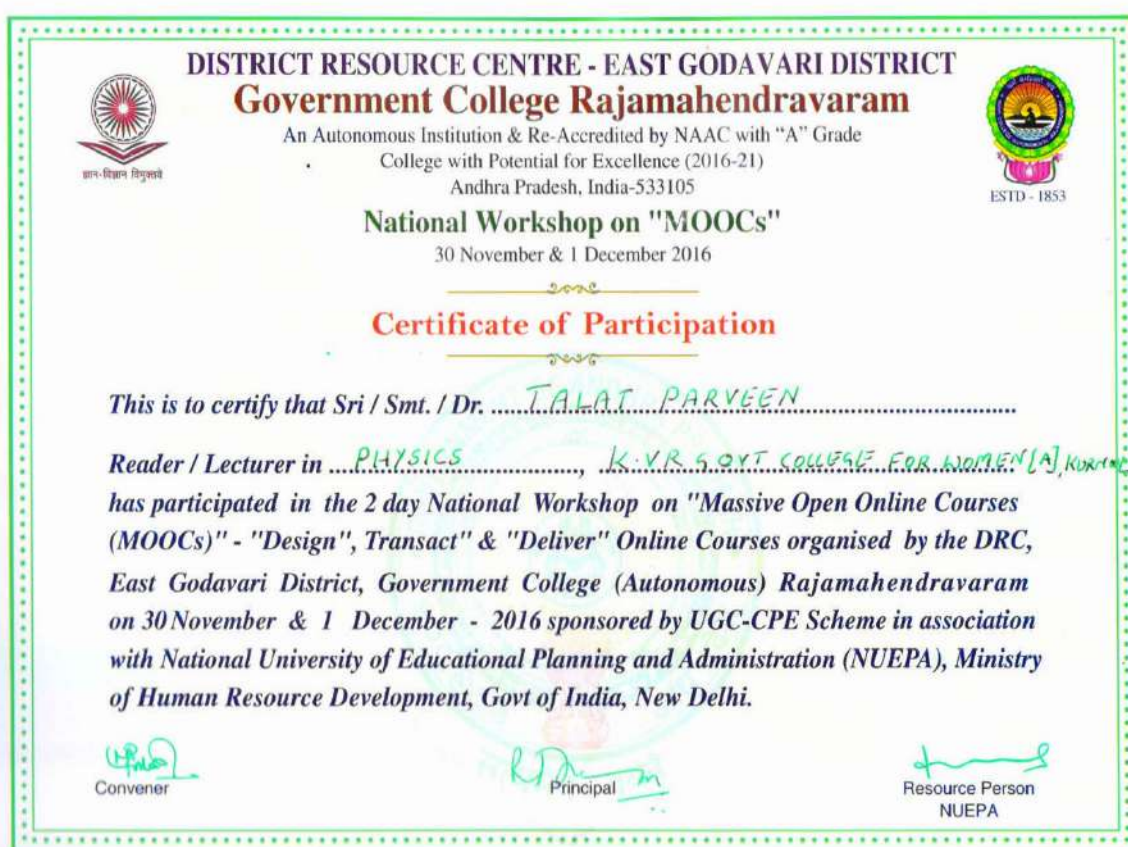 DISTRICT RESOURCE CENTRE - EAST GODAVARI DISTRICT
Government College Rajamahendravaram
An Autonomous Institution & Re-Accredited by NAAC with “A” Grade
College with Potential for Excellence (2016-21)
Andhra Pradesh, India-533105
ज्ञान-विज्ञान विमुक्तये
ESTD - 1853
National Workshop on "MOOCs"
30 November & 1 December 2016
Certificate of Participation
This is to certify that Sri / Smt. / Dr. TALAT PARVEEN
Reader / Lecturer in PHYSICS, K.VR GOVT COLLEGE FOR WOMEN [A],
has participated in the 2 day National Workshop on "Massive Open Online Courses
(MOOCs)" - "Design", Transact" & "Deliver" Online Courses organised by the DRC,
East Godavari District, Government College (Autonomous) Rajamahendravaram
on 30 November & 1 December - 2016 sponsored by UGC-CPE Scheme in association
with National University of Educational Planning and Administration (NUEPA), Ministry
of Human Resource Development, Govt of India, New Delhi.
Convener
Principal
Resource Person
NUEPA